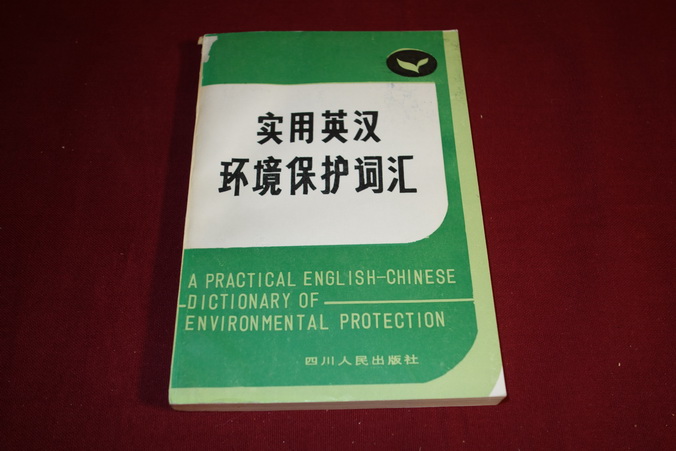 实用英汉
环境保护词汇
A PRACTICAL ENGLISH-CHINESE
DICTIONARY OF
ENVIRONMENTAL PROTECTION
四川人民出版社